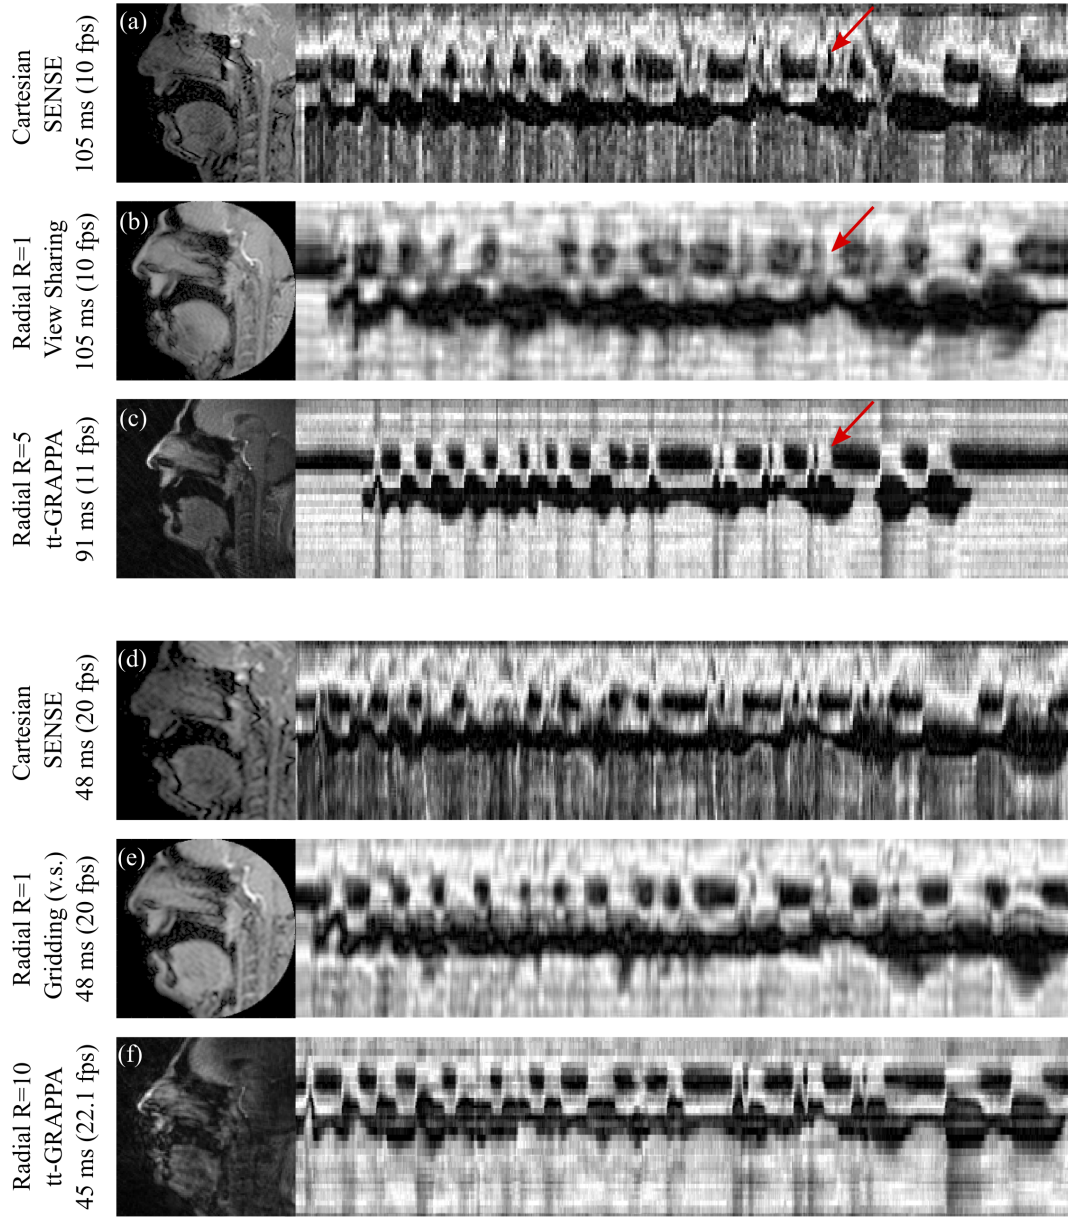 Cartesian
SENSE
105 ms (10 fps)
(a)
Radial R=1
View Sharing
105 ms (10 fps)
(b)
Radial R=5
tt-GRAPPA
91 ms (11 fps)
(c)
Cartesian
SENSE
48 ms (20 fps)
(d)
Radial R=1
Gridding (v.s.)
48 ms (20 fps)
(e)
Radial R=10
tt-GRAPPA
45 ms (22.1 fps)
(f)